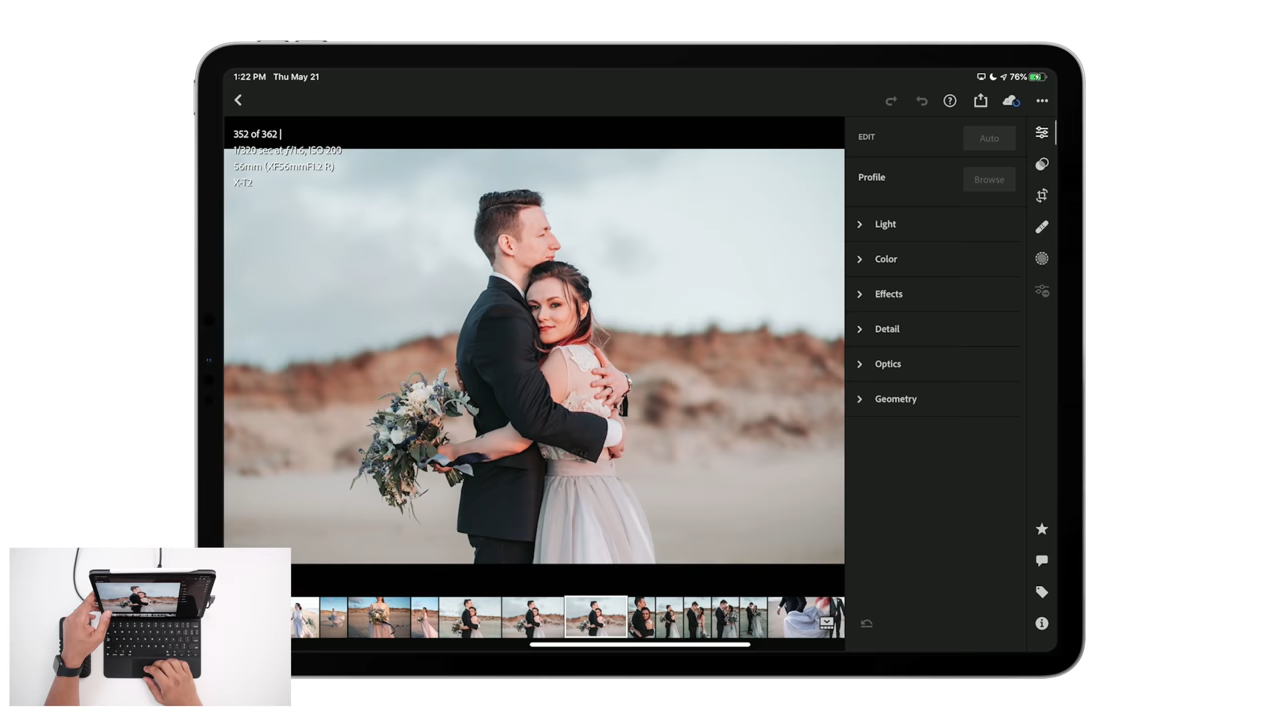 1:22 PM Thu May 21
76%
352 of 362 |
1/320 sec at ƒ/1.6, ISO 200
56mm (XF56mmF1.2 R)
X-T2
EDIT
Auto
Profile
Browse
Light
Color
Effects
Detail
Optics
Geometry